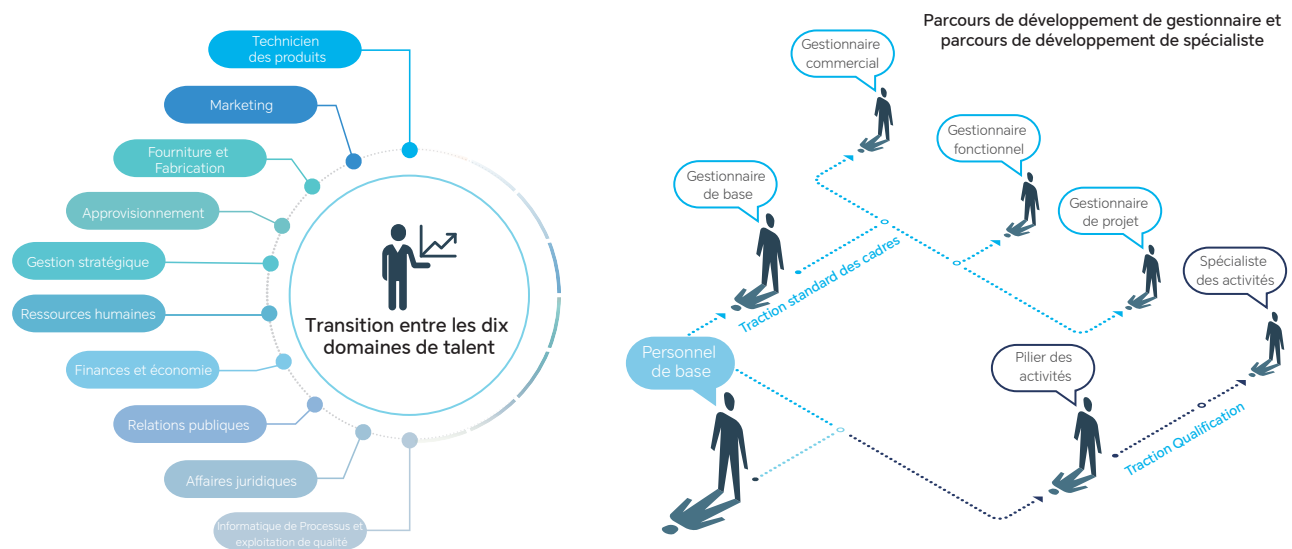 Technicien
des produits
Marketing
Fourniture et
Fabrication
Approvisionnement
Gestion stratégique
Ressources humaines
Finances et économie
Relations publiques
Affaires juridiques
Informatique de Processus et
exploitation de qualité
Transition entre les dix
domaines de talent
Parcours de développement de gestionnaire et
parcours de développement de spécialiste
Gestionnaire
commercial
Gestionnaire
fonctionnel
Gestionnaire
de base
Gestionnaire
de projet
Spécialiste
des activités
Traction standard des cadres
Personnel
de base
Pilier des
activités
Traction Qualification